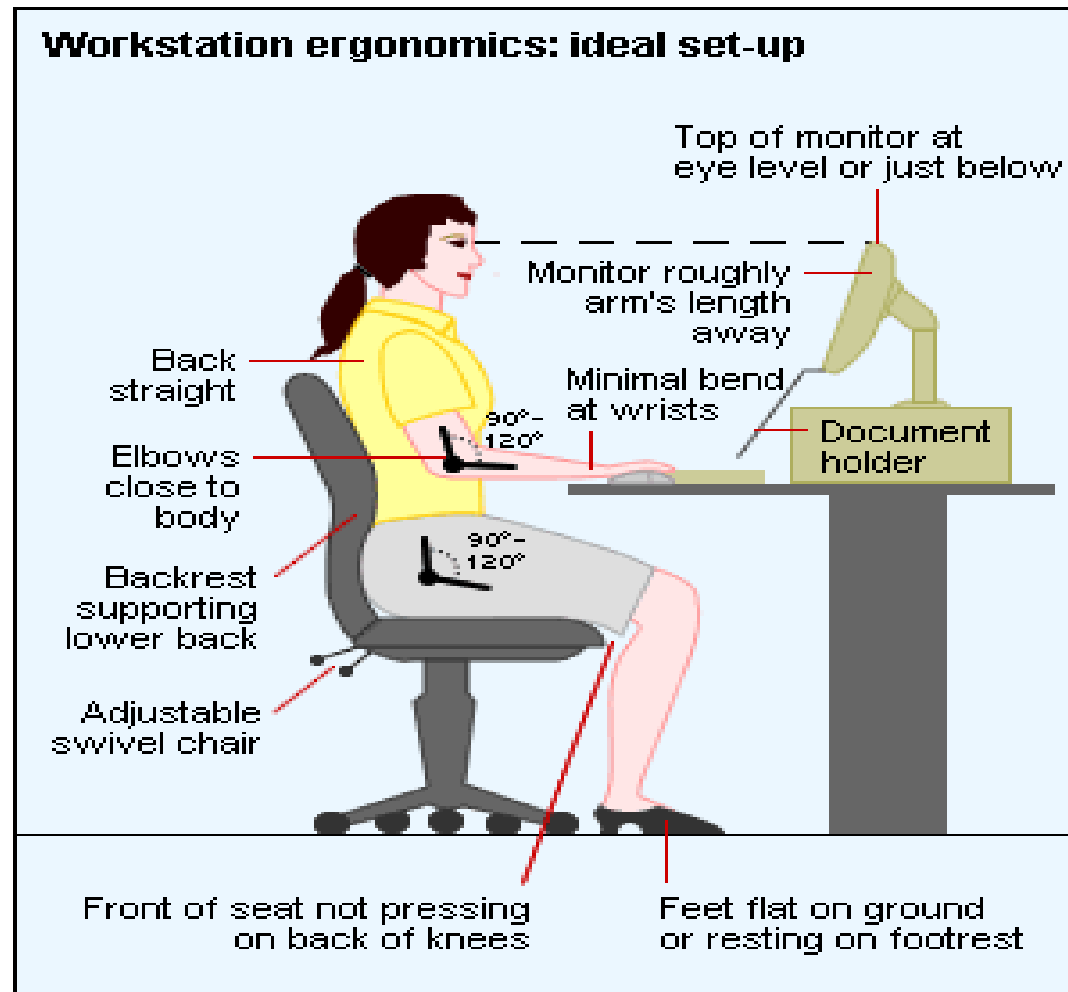 Workstation ergonomics: ideal set-up
Top of monitor at
eye level or just below
Monitor roughly
arm's length
away
Back
straight
Minimal bend
at wrists
90°-
120°
Document
holder
Elbows
close to
body
90°-
120°
Backrest
supporting
lower back
Adjustable
swivel chair
Front of seat not pressing
on back of knees
Feet flat on ground
or resting on footrest